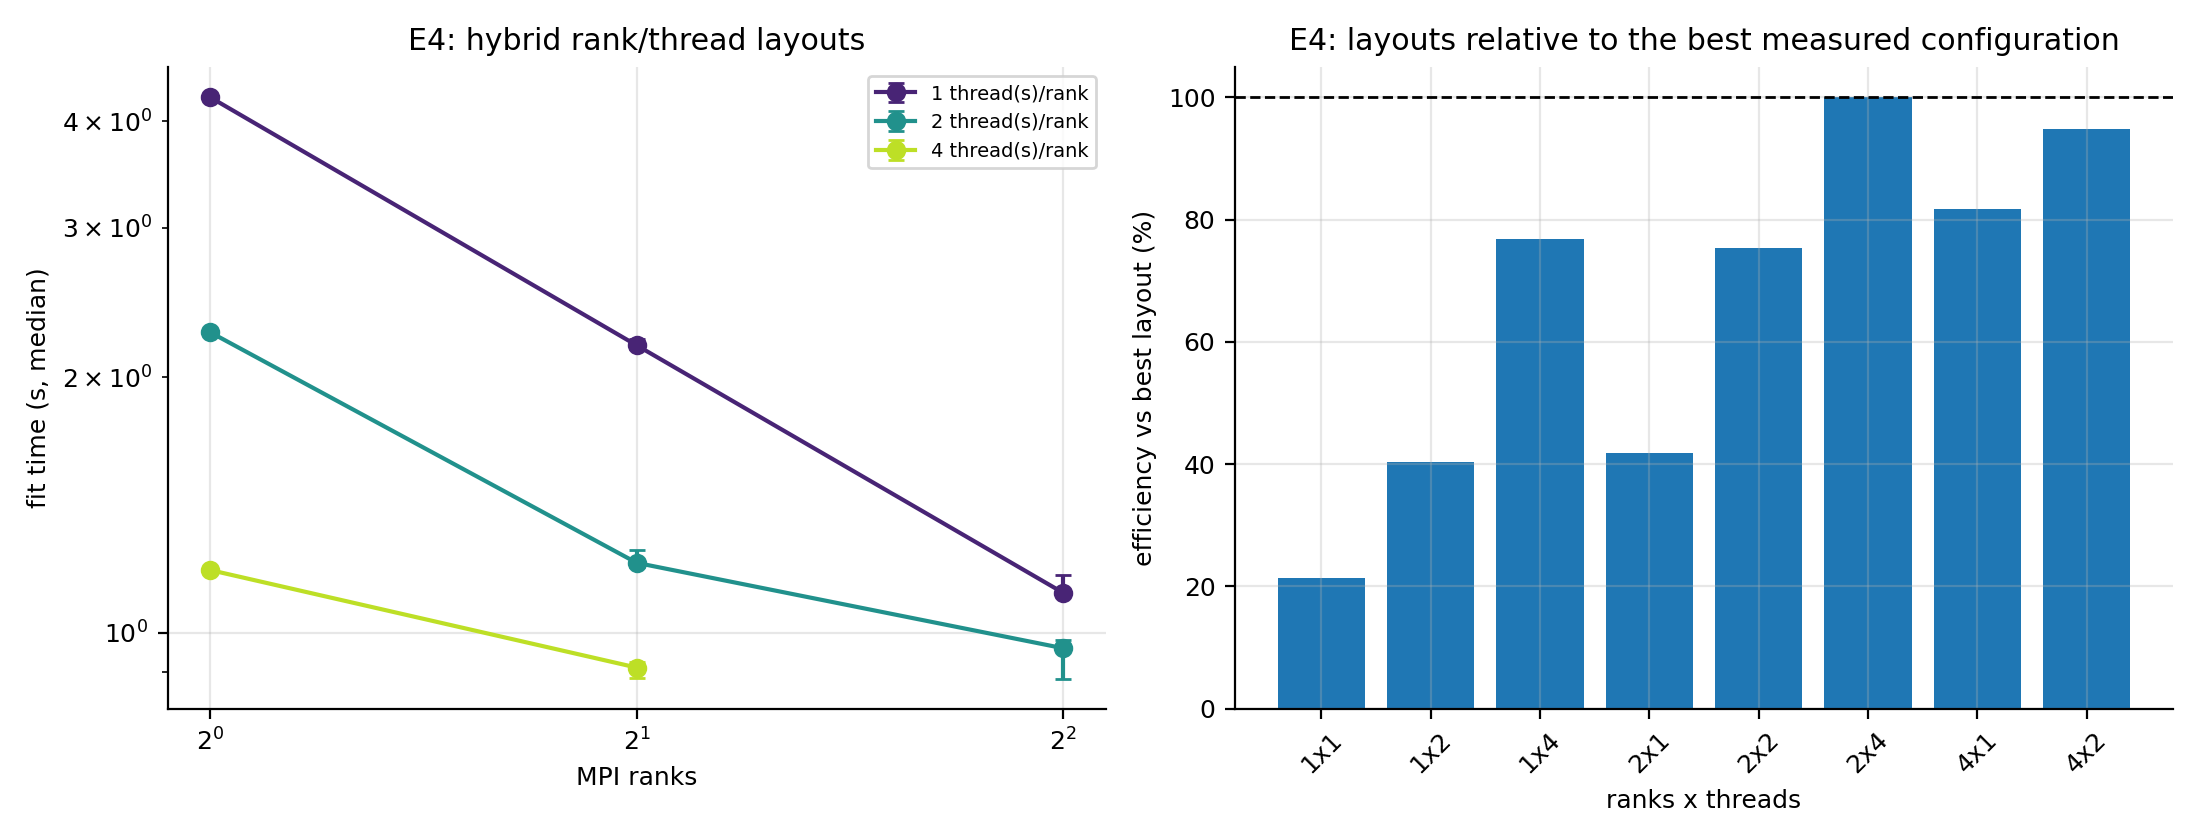 E4: hybrid rank/thread layouts
fit time (s, median)
4 × 10⁰
3 × 10⁰
2 × 10⁰
10⁰
1 thread(s)/rank
2 thread(s)/rank
4 thread(s)/rank
2⁰
2¹
2²
MPI ranks
E4: layouts relative to the best measured configuration
efficiency vs best layout (%)
100
80
60
40
20
0
1x1
1x2
1x4
2x1
2x2
2x4
4x1
4x2
ranks x threads